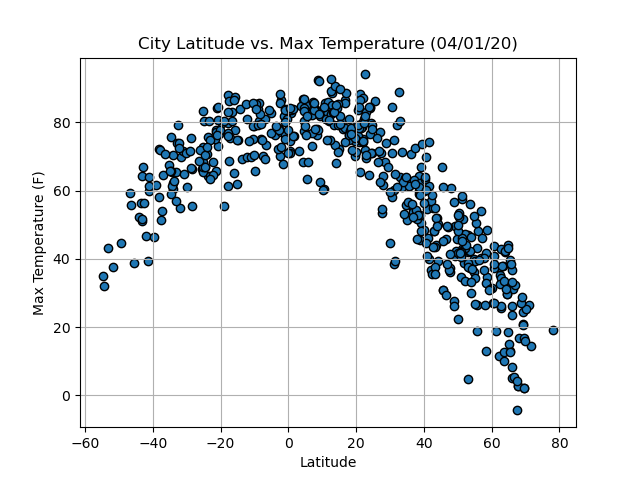 City Latitude vs. Max Temperature (04/01/20)
80
60
40
20
0
Max Temperature (F)
−60 −40 −20 0 20 40 60 80
Latitude